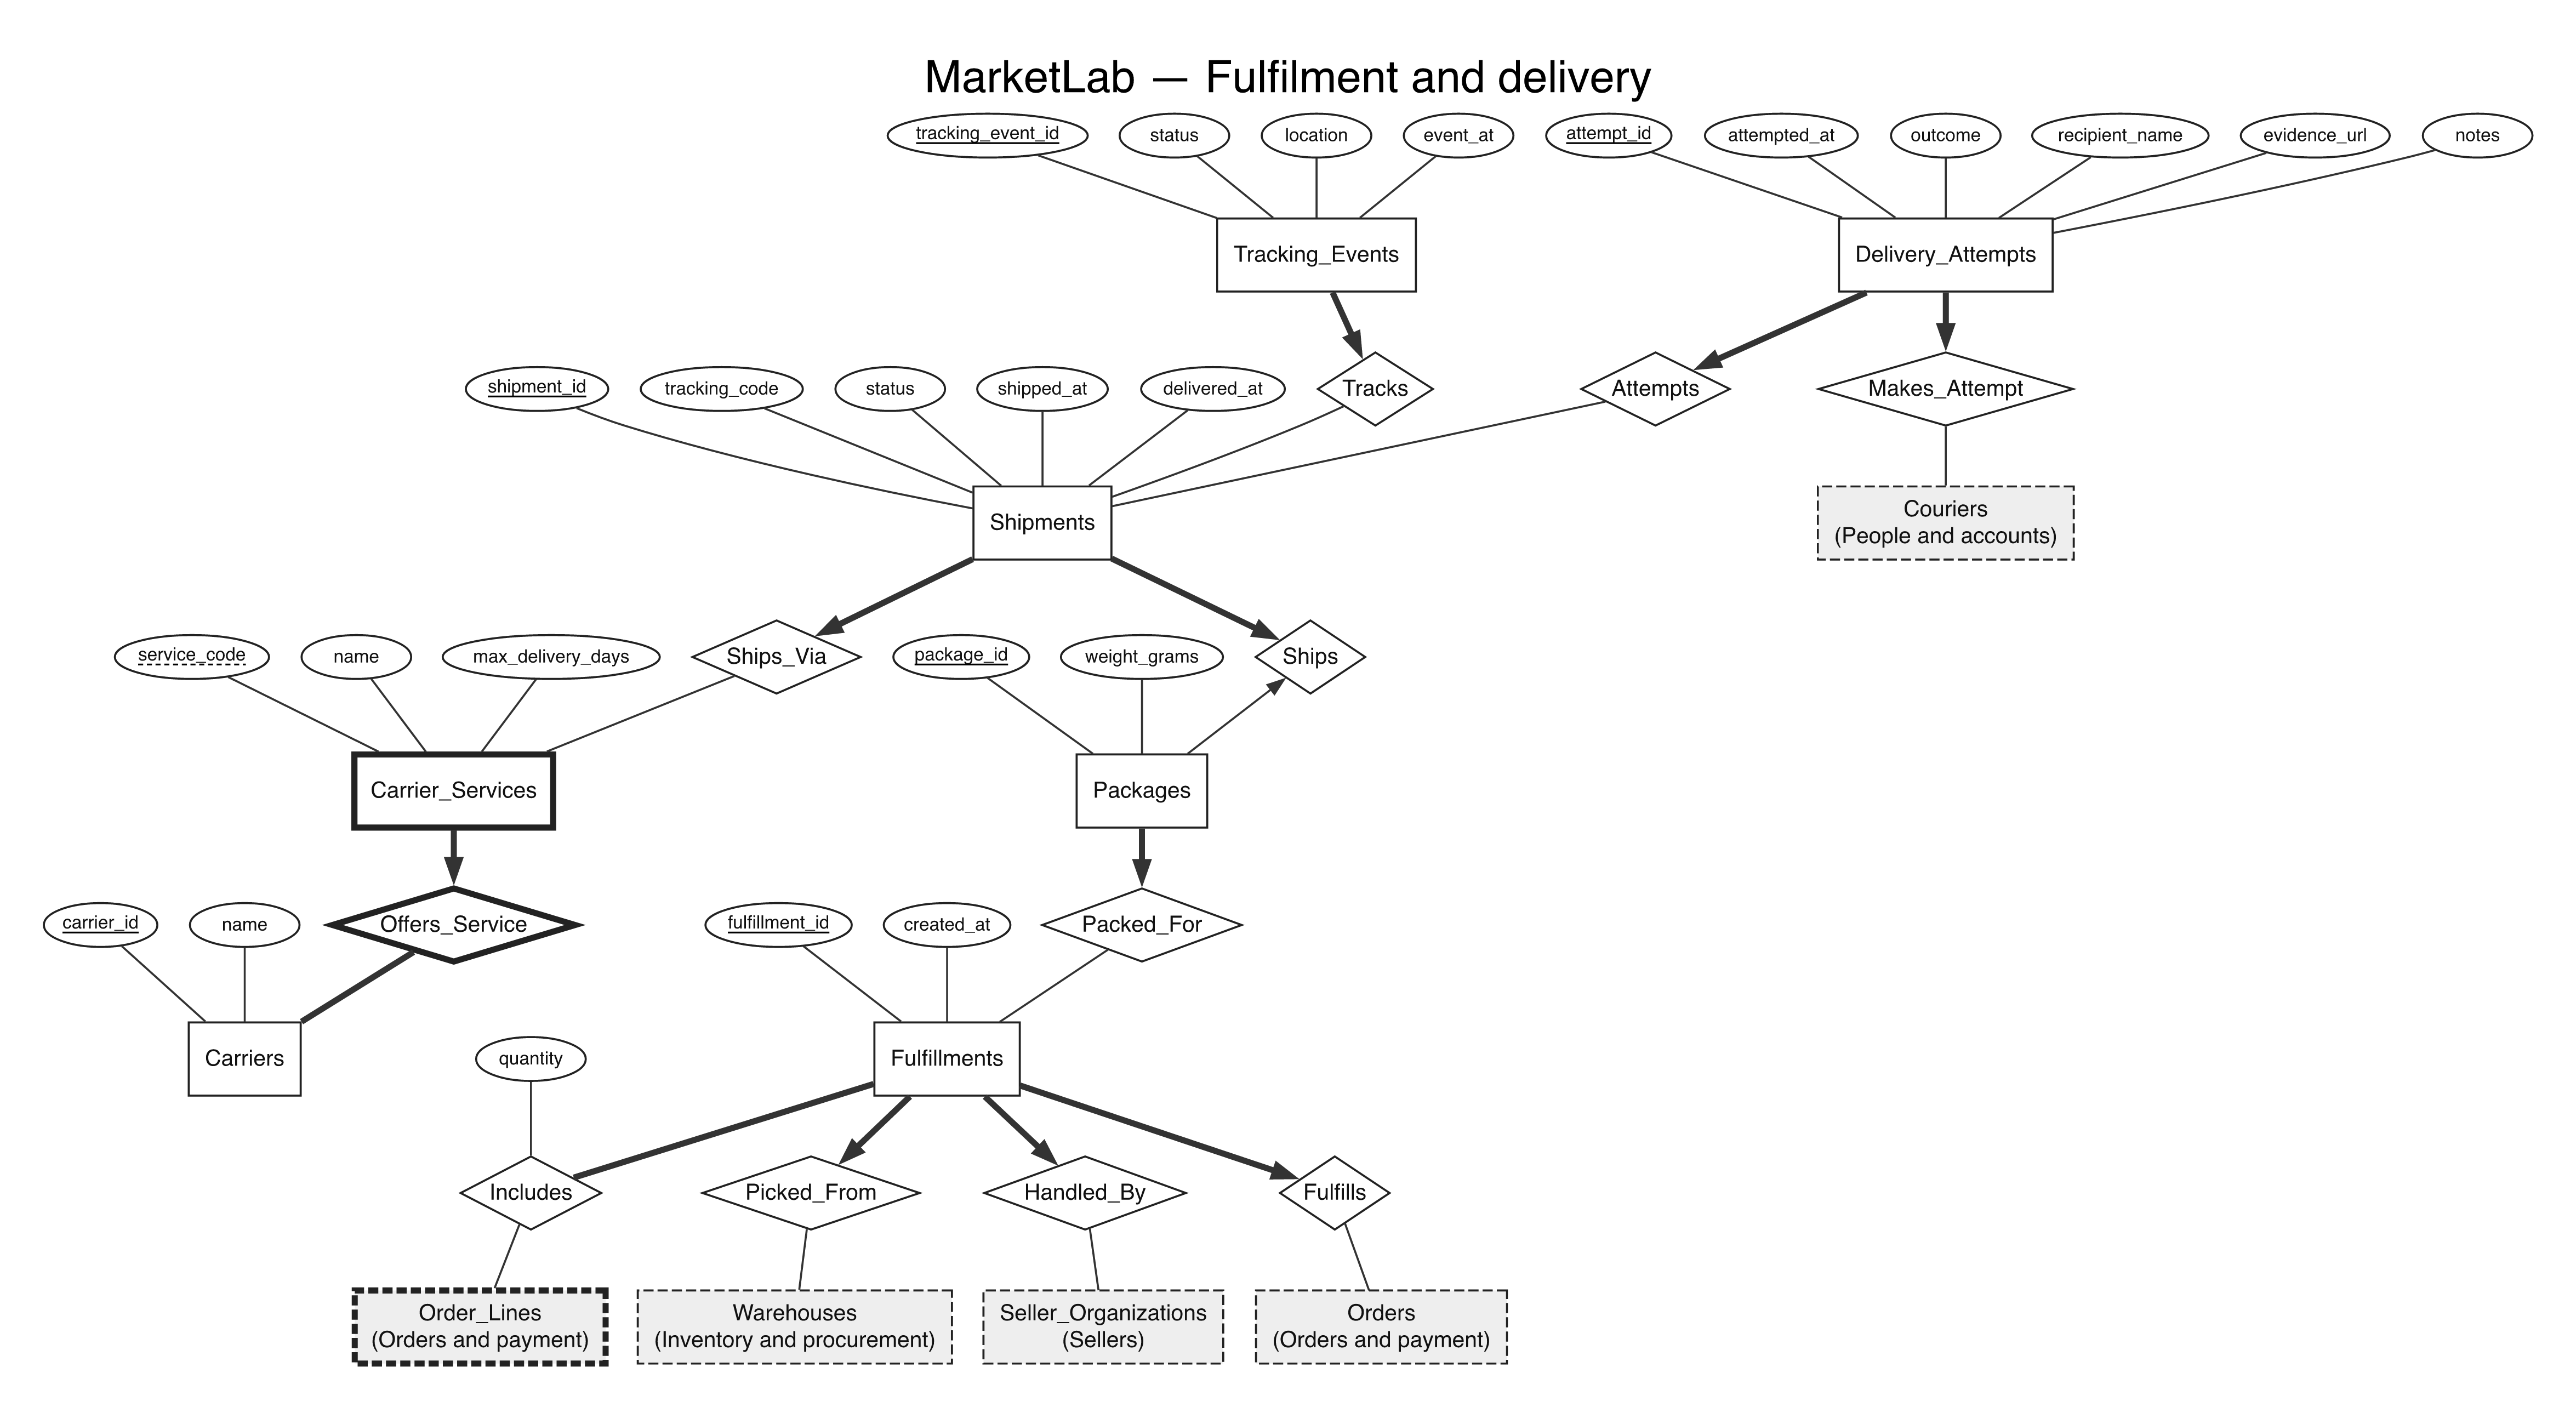 MarketLab — Fulfilment and delivery
tracking_event_id
status
location
event_at
attempt_id
attempted_at
outcome
recipient_name
evidence_url
notes
Tracking_Events
Delivery_Attempts
shipment_id
tracking_code
status
shipped_at
delivered_at
Tracks
Attempts
Makes_Attempt
Shipments
Couriers
(People and accounts)
service_code
name
max_delivery_days
Ships_Via
package_id
weight_grams
Ships
Carrier_Services
Packages
carrier_id
name
Offers_Service
fulfillment_id
created_at
Packed_For
Carriers
quantity
Fulfillments
Includes
Picked_From
Handled_By
Fulfills
Order_Lines
(Orders and payment)
Warehouses
(Inventory and procurement)
Seller_Organizations
(Sellers)
Orders
(Orders and payment)